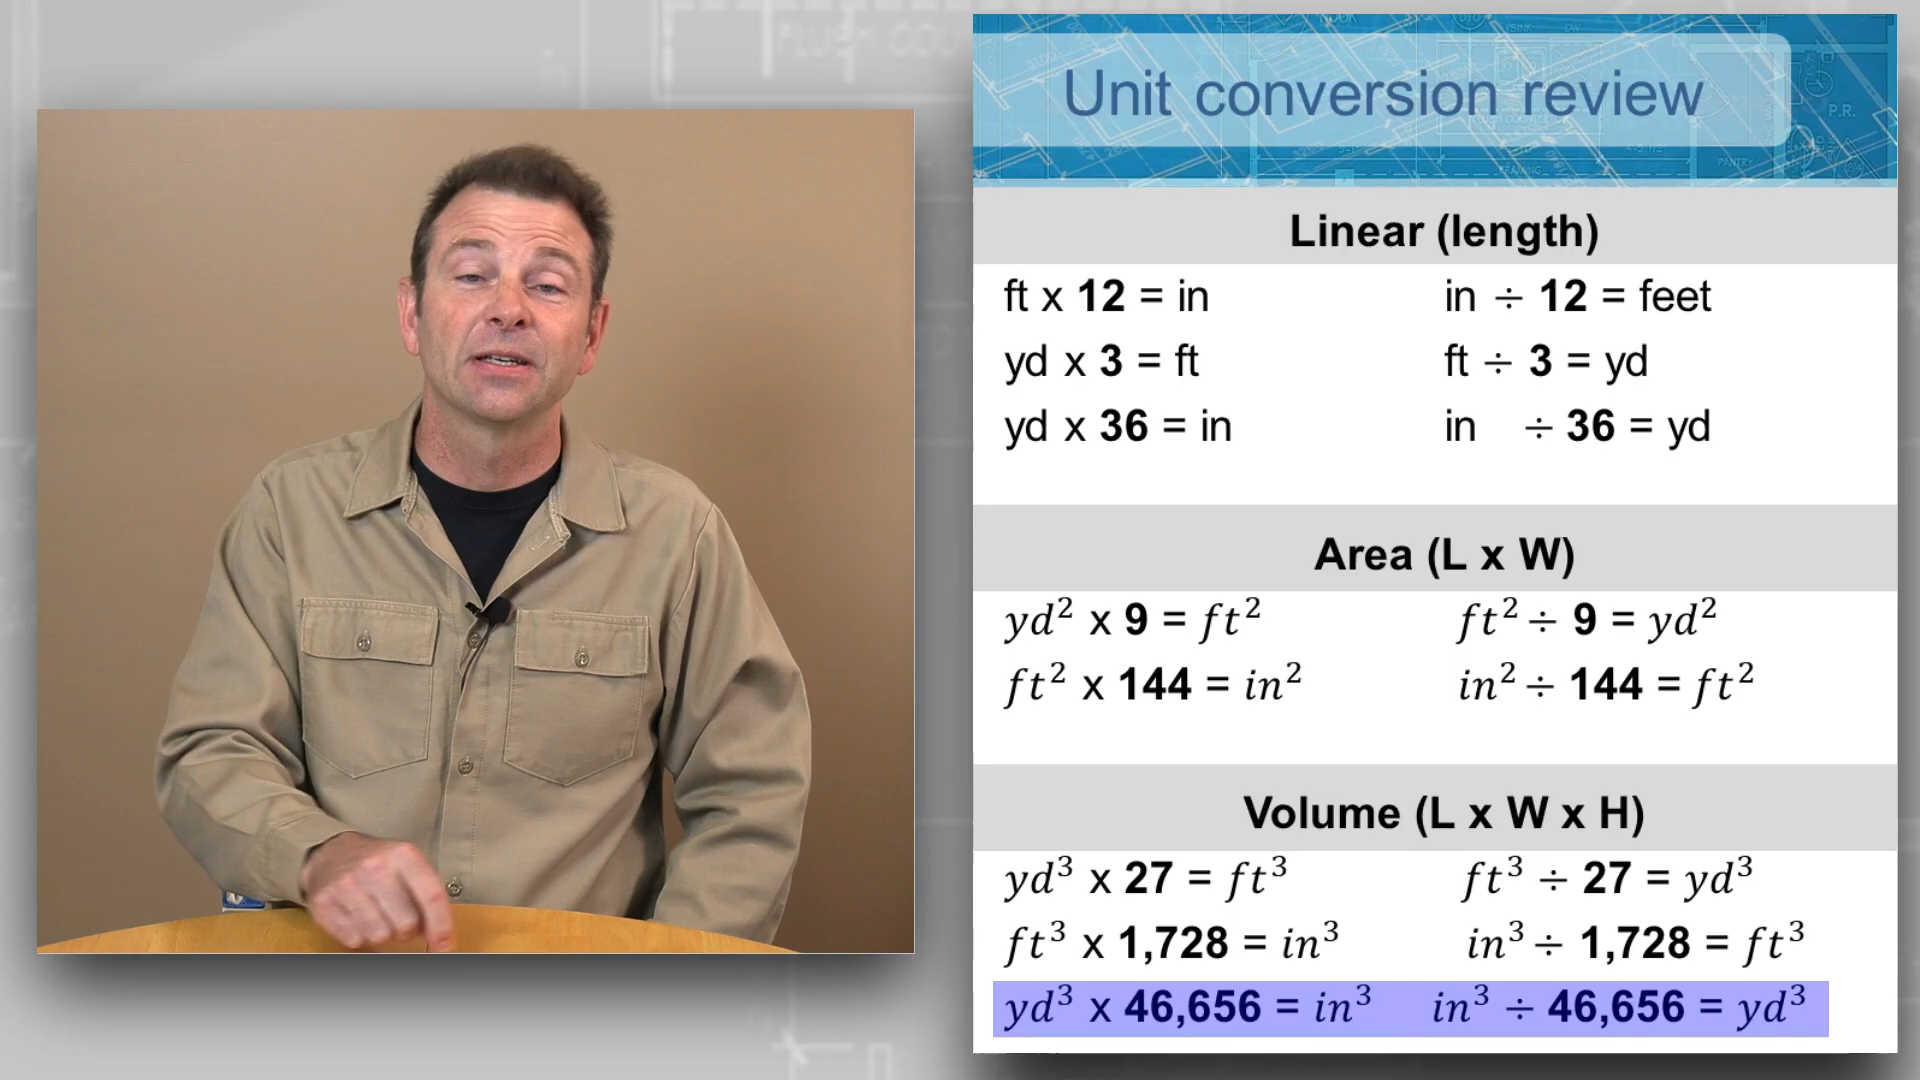 Unit conversion review
Linear (length)
ft x 12 = in
in ÷ 12 = feet
yd x 3 = ft
ft ÷ 3 = yd
yd x 36 = in
in ÷ 36 = yd
Area (L x W)
yd² x 9 = ft²
ft² ÷ 9 = yd²
ft² x 144 = in²
in² ÷ 144 = ft²
Volume (L x W x H)
yd³ x 27 = ft³
ft³ ÷ 27 = yd³
ft³ x 1,728 = in³
in³ ÷ 1,728 = ft³
yd³ x 46,656 = in³
in³ ÷ 46,656 = yd³
P.R.
PANTRY